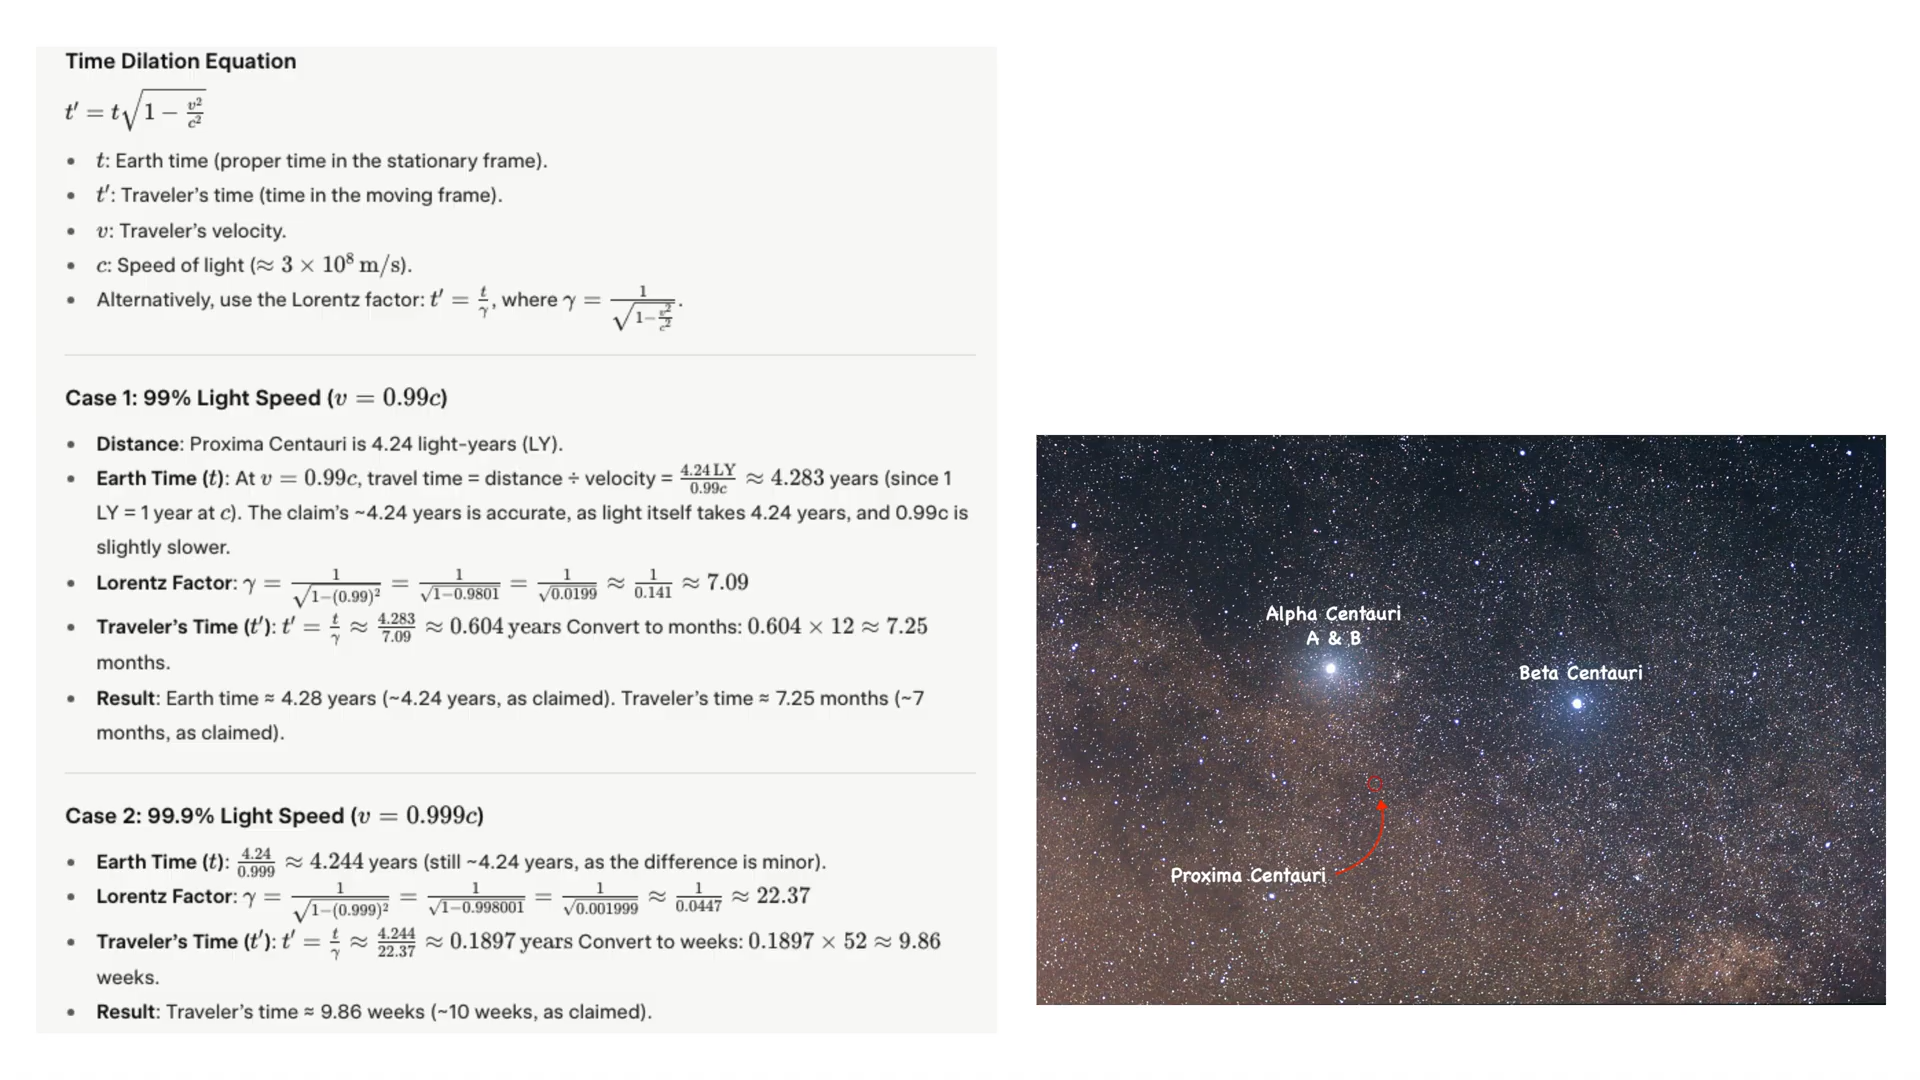 Time Dilation Equation
t′ = t√(1 − v²/c²)
• t: Earth time (proper time in the stationary frame).
• t′: Traveler’s time (time in the moving frame).
• v: Traveler’s velocity.
• c: Speed of light (≈ 3 × 10⁸ m/s).
• Alternatively, use the Lorentz factor: t′ = t/γ, where γ = 1/√(1−v²/c²).
Case 1: 99% Light Speed (v = 0.99c)
• Distance: Proxima Centauri is 4.24 light-years (LY).
• Earth Time (t): At v = 0.99c, travel time = distance ÷ velocity = 4.24 LY/0.99c ≈ 4.283 years (since 1
LY = 1 year at c). The claim’s ~4.24 years is accurate, as light itself takes 4.24 years, and 0.99c is
slightly slower.
• Lorentz Factor: γ = 1/√(1−(0.99)²) = 1/√(1−0.9801) = 1/√0.0199 ≈ 1/0.141 ≈ 7.09
• Traveler’s Time (t′): t′ = t/γ ≈ 4.283/7.09 ≈ 0.604 years Convert to months: 0.604 × 12 ≈ 7.25
months.
• Result: Earth time ≈ 4.28 years (~4.24 years, as claimed). Traveler’s time ≈ 7.25 months (~7
months, as claimed).
Case 2: 99.9% Light Speed (v = 0.999c)
• Earth Time (t): 4.24/0.999 ≈ 4.244 years (still ~4.24 years, as the difference is minor).
• Lorentz Factor: γ = 1/√(1−(0.999)²) = 1/√(1−0.998001) = 1/√0.001999 ≈ 1/0.0447 ≈ 22.37
• Traveler’s Time (t′): t′ = t/γ ≈ 4.244/22.37 ≈ 0.1897 years Convert to weeks: 0.1897 × 52 ≈ 9.86
weeks.
• Result: Traveler’s time ≈ 9.86 weeks (~10 weeks, as claimed).
Alpha Centauri
A & B
Beta Centauri
Proxima Centauri